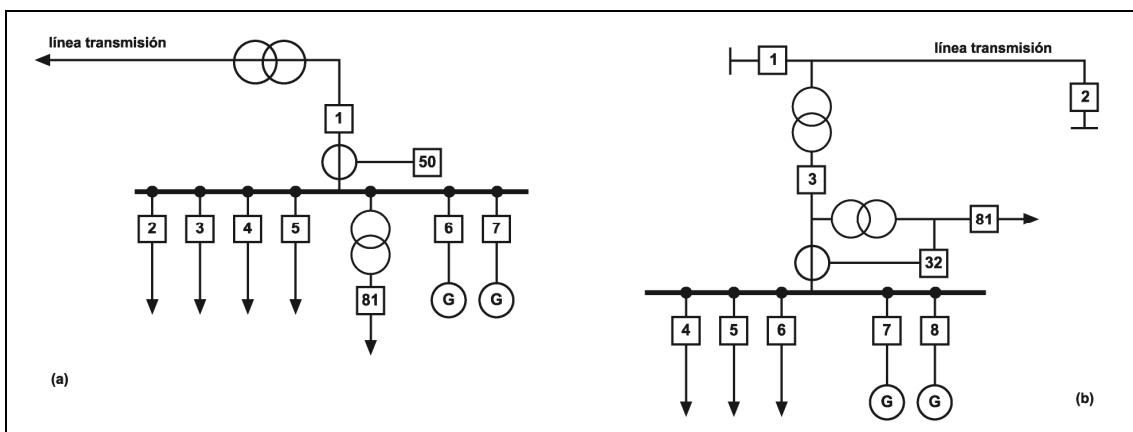 línea transmisión
1
50
2 3 4 5 6 7
81
G G
(a)
línea transmisión
1
2
3
81
32
4 5 6 7 8
G G
(b)